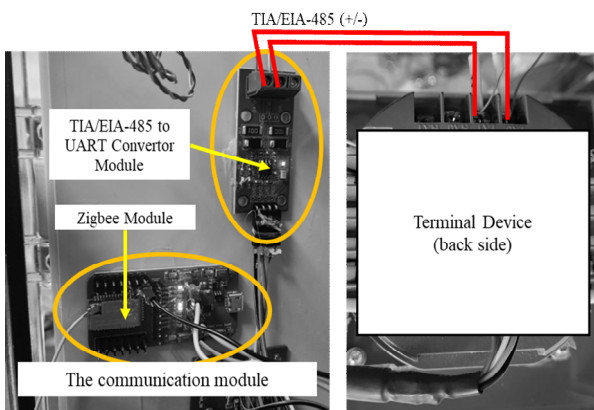 TIA/EIA-485 (+/-)
TIA/EIA-485 to
UART Convertor
Module
Zigbee Module
The communication module
Terminal Device
(back side)